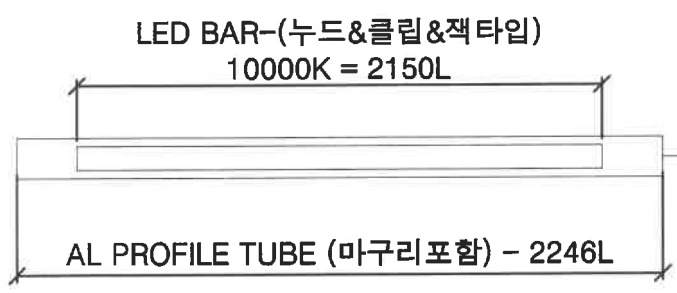 LED BAR-(누드&클립&잭타입)
10000K = 2150L
AL PROFILE TUBE (마구리포함) - 2246L